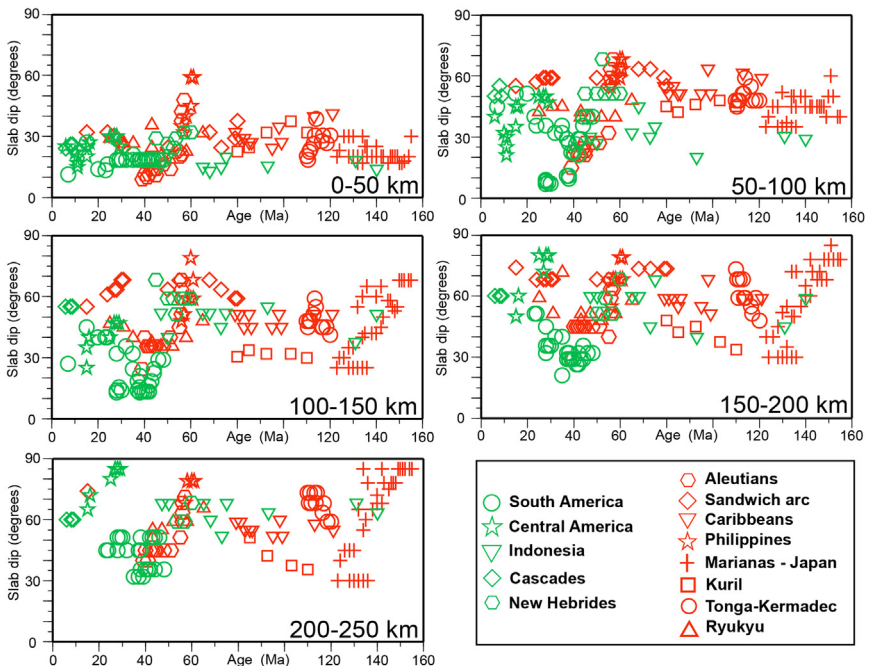 90
60
30
0
Slab dip (degrees)
0 20 40 60 Age (Ma) 100 120 140 160
0-50 km
90
60
30
0
Slab dip (degrees)
0 20 40 60 Age (Ma) 100 120 140 160
50-100 km
90
60
30
0
Slab dip (degrees)
0 20 40 60 Age (Ma) 100 120 140 160
100-150 km
90
60
30
0
Slab dip (degrees)
0 20 40 60 Age (Ma) 100 120 140 160
150-200 km
90
60
30
0
Slab dip (degrees)
0 20 40 60 Age (Ma) 100 120 140 160
200-250 km
South America
Central America
Indonesia
Cascades
New Hebrides
Aleutians
Sandwich arc
Caribbeans
Philippines
Marianas - Japan
Kuril
Tonga-Kermadec
Ryukyu